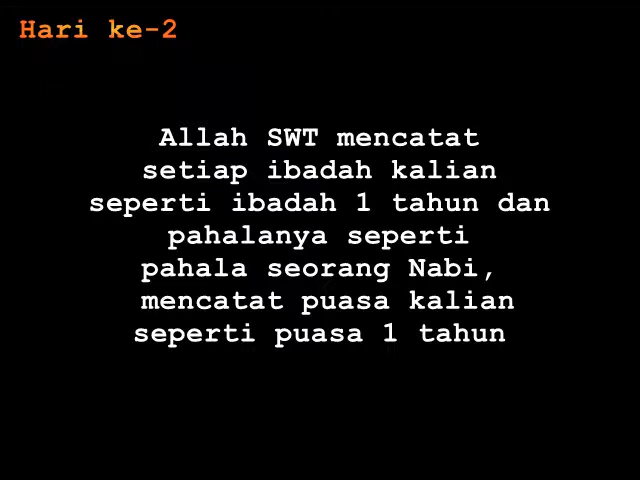 Hari ke-2
Allah SWT mencatat
setiap ibadah kalian
seperti ibadah 1 tahun dan
pahalanya seperti
pahala seorang Nabi,
mencatat puasa kalian
seperti puasa 1 tahun